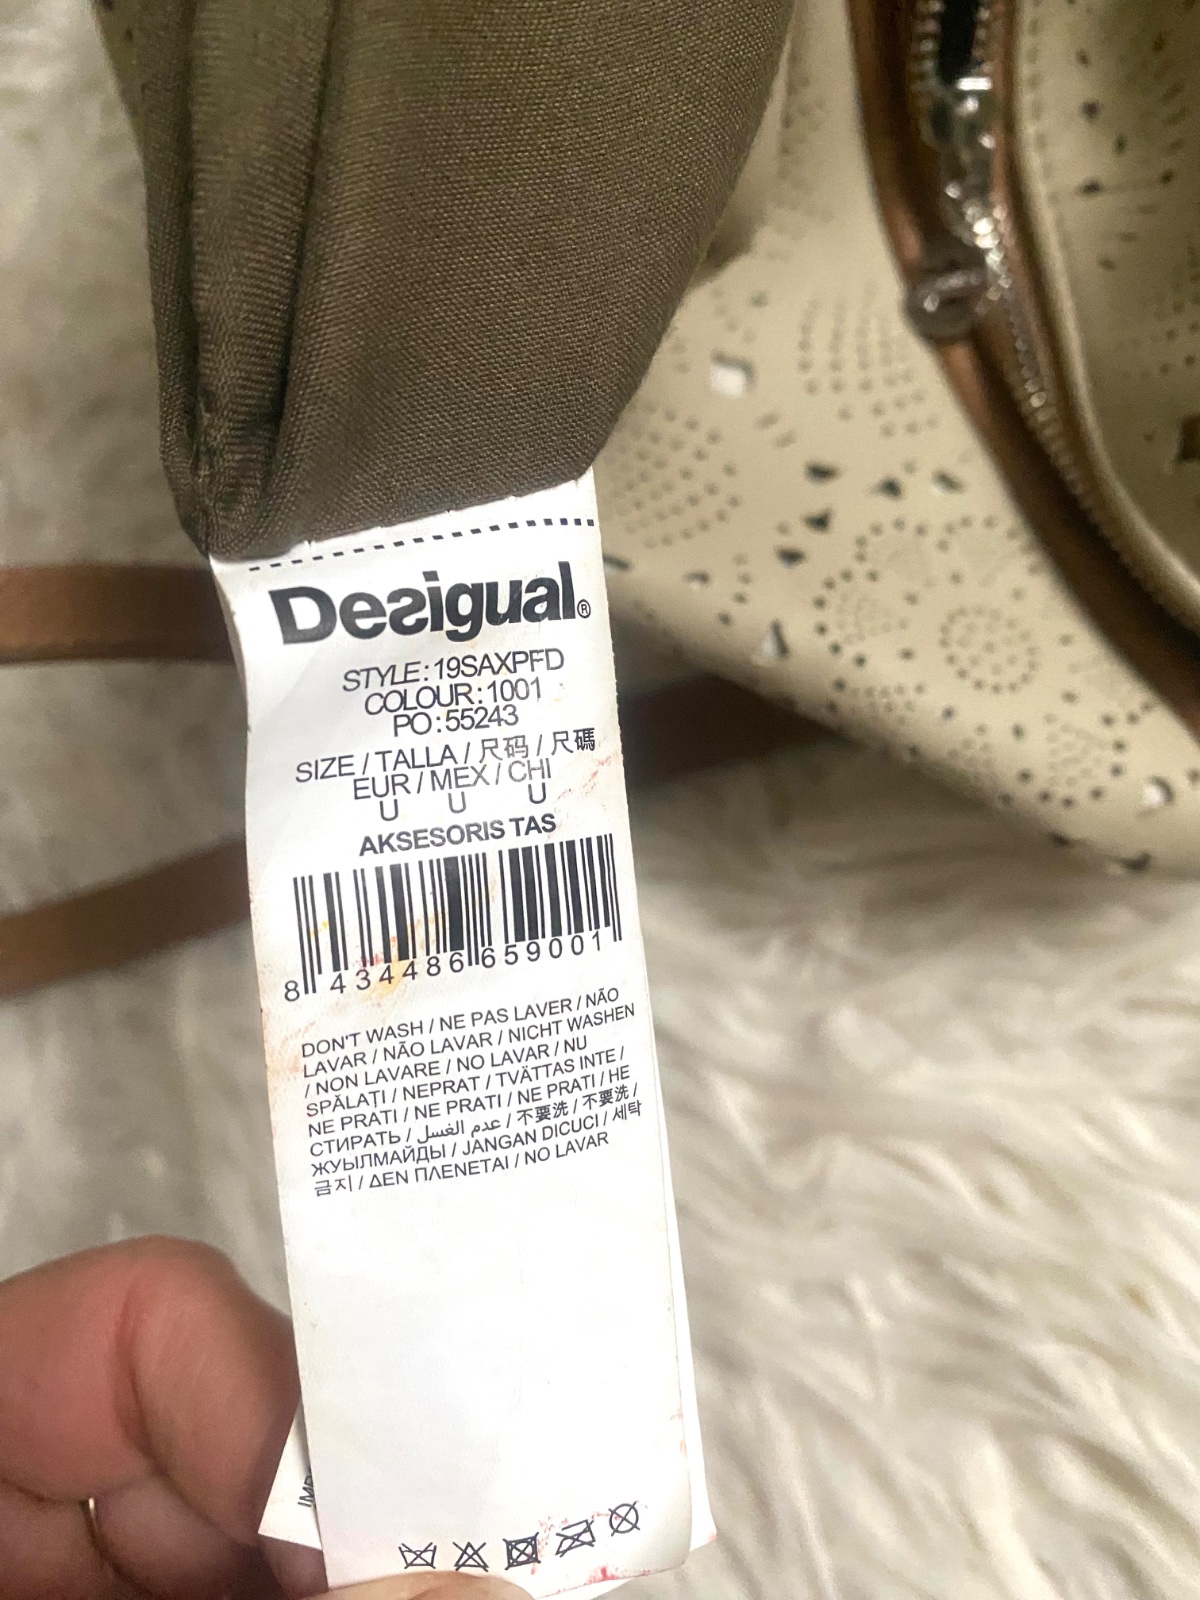 Desigual®
STYLE: 19SAXPFD
COLOUR: 1001
PO: 55243
SIZE / TALLA / 尺码 / 尺碼
EUR / MEX / CHI
U U U
AKSESORIS TAS
8 434486 659001
DON'T WASH / NE PAS LAVER / NÃO
LAVAR / NÃO LAVAR / NICHT WASHEN
/ NON LAVARE / NO LAVAR / NU
SPĂLAȚI / NEPRAT / TVÄTTAS INTE /
NE PRATI / NE PRATI / NE PRATI / HE
СТИРАТЬ / عدم الغسل / 不要洗 / 不要洗 /
ЖУЫЛМАЙДЫ / JANGAN DICUCI / 세탁
금지 / ΔΕΝ ΠΛΕΝΕΤΑΙ / NO LAVAR